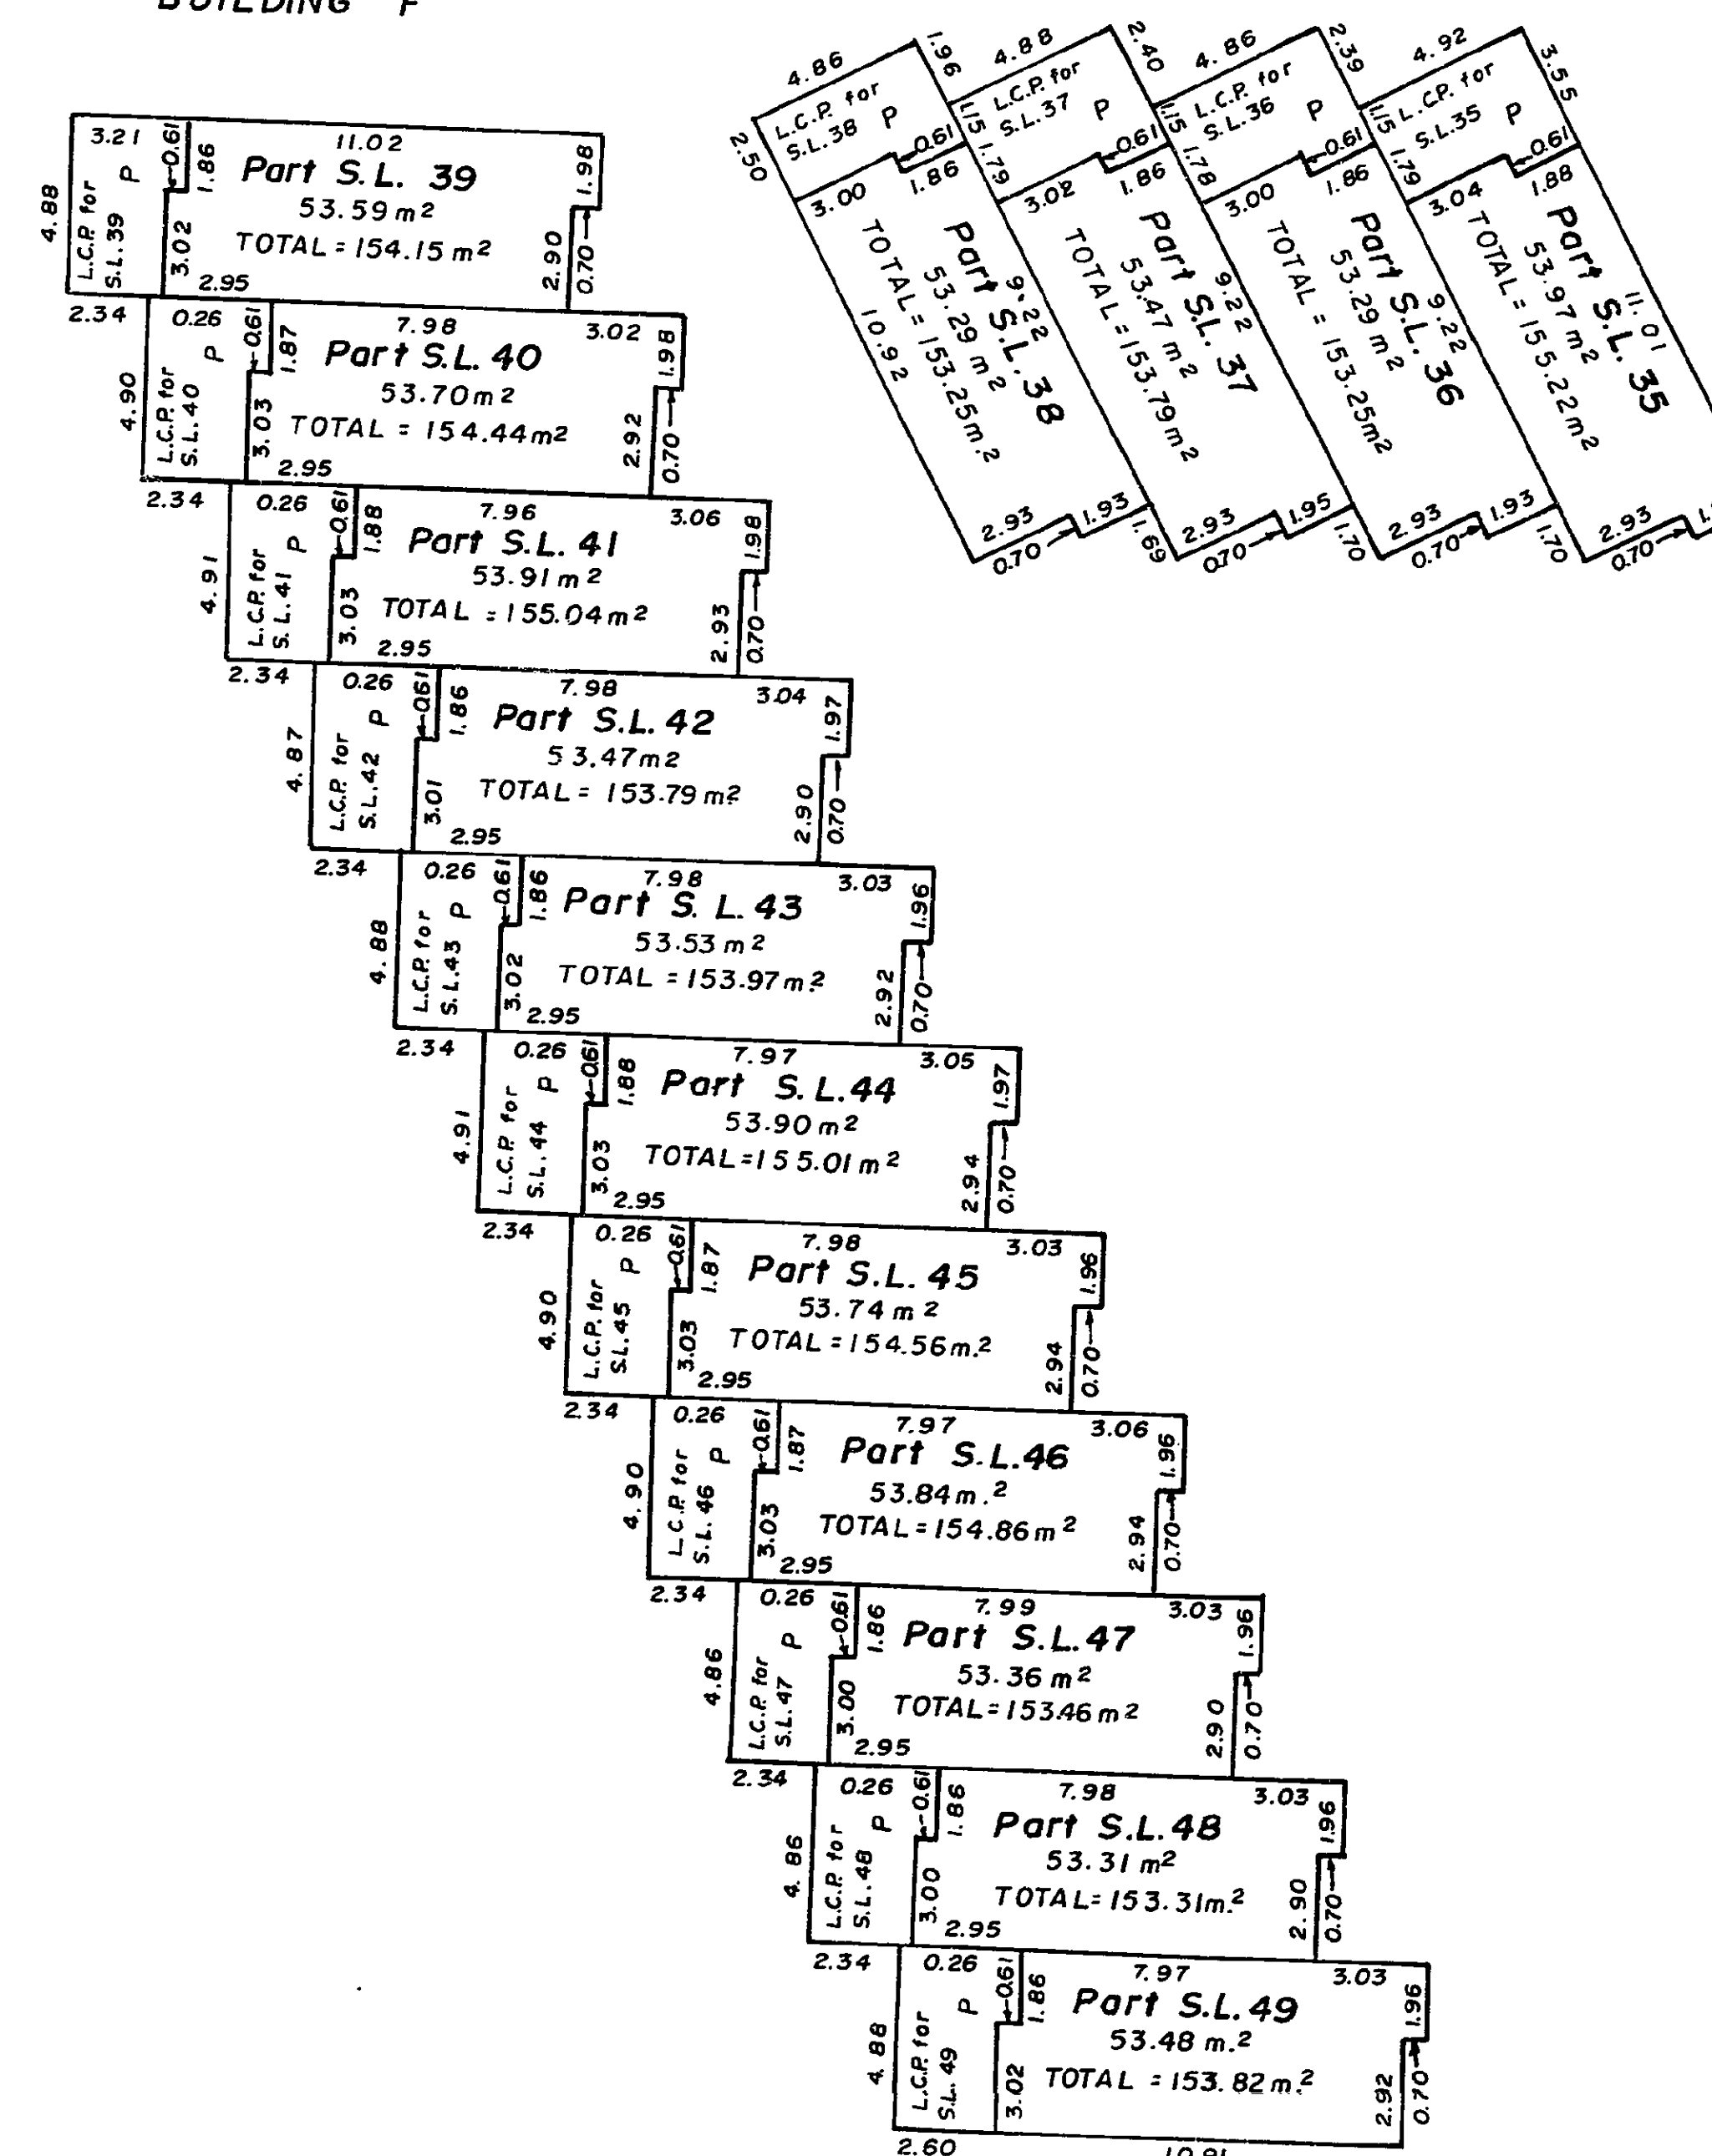 BUILDING F
4.86
1.96
L.C.P. for
S.L.38 P
2.50
0.61
1.86
3.00
Part S.L. 38
53.29 m2
TOTAL = 153.25m.2
10.92
9.22
2.93
0.70
1.93
1.69
4.88
2.40
L.C.P. for
S.L.37 P
1.15
1.79
0.61
1.86
3.02
Part S.L. 37
53.47 m2
TOTAL = 153.79m2
9.22
2.93
0.70
1.95
1.70
4.86
2.39
L.C.P. for
S.L.36 P
1.15
1.78
0.61
1.86
3.00
Part S.L. 36
53.29 m2
TOTAL = 153.25m2
9.22
2.93
0.70
1.93
1.70
4.92
3.55
L.C.P. for
S.L.35 P
1.15
1.79
0.61
1.88
3.04
Part S.L. 35
53.97 m2
TOTAL = 155.22m2
11.01
2.93
0.70
3.21 P 0.61 1.86 11.02 1.98
4.88 L.C.P. for
S.L.39
Part S.L. 39
53.59 m2
TOTAL = 154.15 m2
3.02 2.95 2.90 0.70
2.34 0.26 P 0.61 1.87 7.98 3.02 1.98
4.90 L.C.P. for
S.L.40
Part S.L. 40
53.70m2
TOTAL = 154.44m2
3.03 2.95 2.92 0.70
2.34 0.26 P 0.61 1.88 7.96 3.06 1.98
4.91 L.C.P. for
S.L.41
Part S.L. 41
53.91 m2
TOTAL = 155.04m2
3.03 2.95 2.93 0.70
2.34 0.26 P 0.61 1.86 7.98 3.04 1.97
4.87 L.C.P. for
S.L.42
Part S.L. 42
53.47m2
TOTAL = 153.79 m2
3.01 2.95 2.90 0.70
2.34 0.26 P 0.61 1.86 7.98 3.03 1.96
4.88 L.C.P. for
S.L.43
Part S.L. 43
53.53 m2
TOTAL = 153.97m2
3.02 2.95 2.92 0.70
2.34 0.26 P 0.61 1.88 7.97 3.05 1.97
4.91 L.C.P. for
S.L.44
Part S.L.44
53.90 m2
TOTAL=155.01 m2
3.03 2.95 2.94 0.70
2.34 0.26 P 0.61 1.87 7.98 3.03 1.96
4.90 L.C.P. for
S.L.45
Part S.L. 45
53.74 m2
TOTAL = 154.56m.2
3.03 2.95 2.94 0.70
2.34 0.26 P 0.61 1.87 7.97 3.06 1.96
4.90 L.C.P. for
S.L. 46
Part S.L.46
53.84m.2
TOTAL = 154.86m2
3.03 2.95 2.94 0.70
2.34 0.26 P 0.61 1.86 7.99 3.03 1.96
4.86 L.C.P. for
S.L.47
Part S.L.47
53.36 m2
TOTAL = 153.46 m2
3.00 2.95 2.90 0.70
2.34 0.26 P 0.61 1.86 7.98 3.03 1.96
4.86 L.C.P. for
S.L.48
Part S.L.48
53.31 m2
TOTAL = 153.31m.2
3.00 2.95 2.90 0.70
2.34 0.26 P 0.61 1.86 7.97 3.03 1.96
4.88 L.C.P. for
S.L. 49
Part S.L.49
53.48 m.2
TOTAL = 153.82 m.2
3.02 2.92 0.70
2.60 10.91